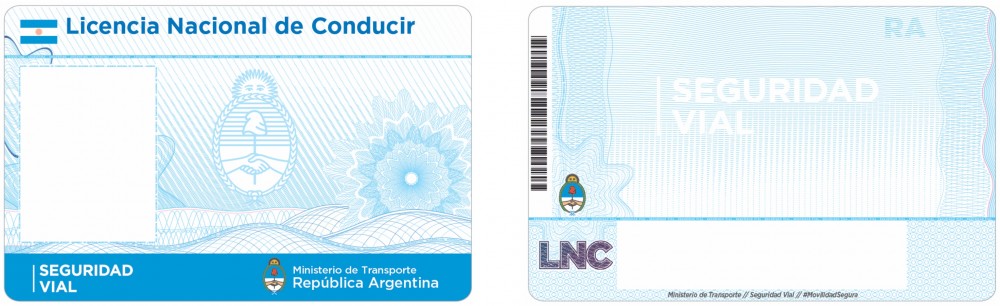 Licencia Nacional de Conducir
SEGURIDAD
VIAL
Ministerio de Transporte
República Argentina
RA
SEGURIDAD
VIAL
LNC
Ministerio de Transporte // Seguridad Vial // #MovilidadSegura